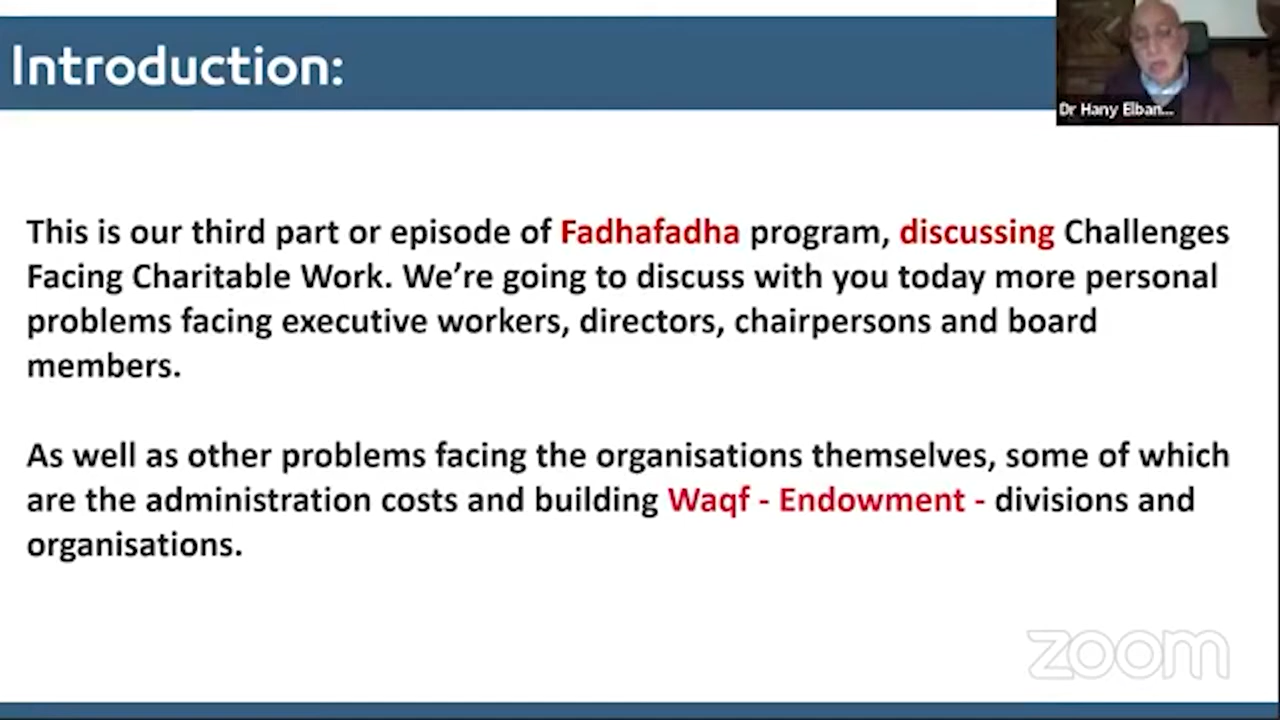 Introduction:
Dr Hany Elban...
This is our third part or episode of Fadhafadha program, discussing Challenges
Facing Charitable Work. We’re going to discuss with you today more personal
problems facing executive workers, directors, chairpersons and board
members.
As well as other problems facing the organisations themselves, some of which
are the administration costs and building Waqf - Endowment - divisions and
organisations.
zoom